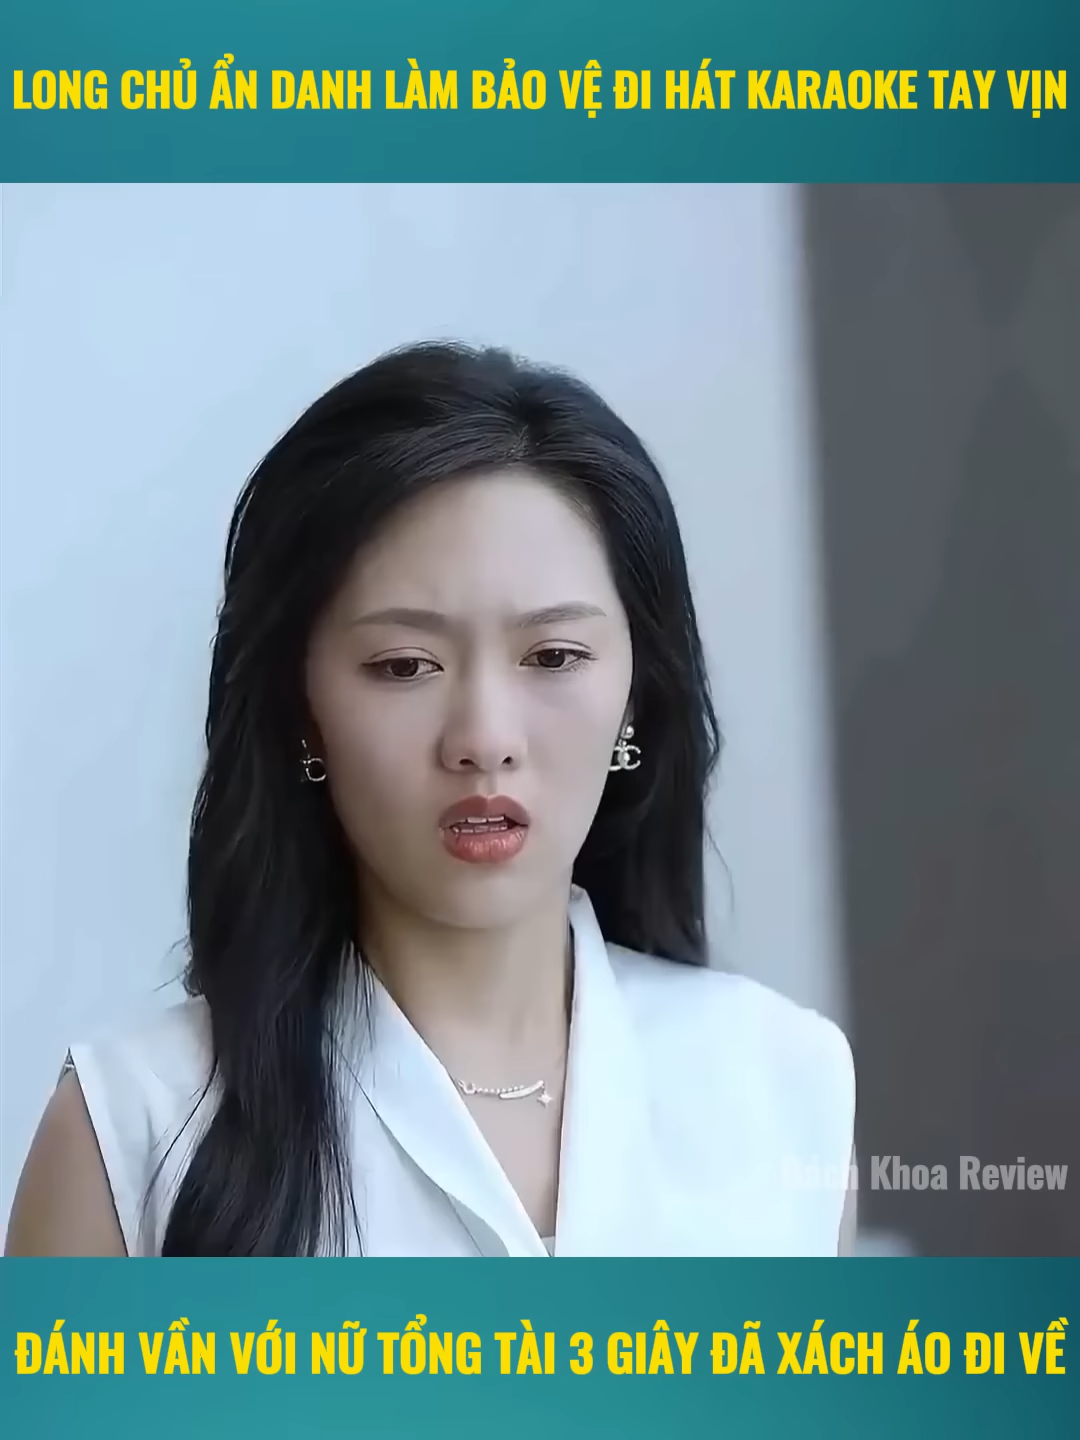 LONG CHỦ ẨN DANH LÀM BẢO VỆ ĐI HÁT KARAOKE TAY VỊN
Khoa Review
ĐÁNH VẦN VỚI NỮ TỔNG TÀI 3 GIÂY ĐÃ XÁCH ÁO ĐI VỀ